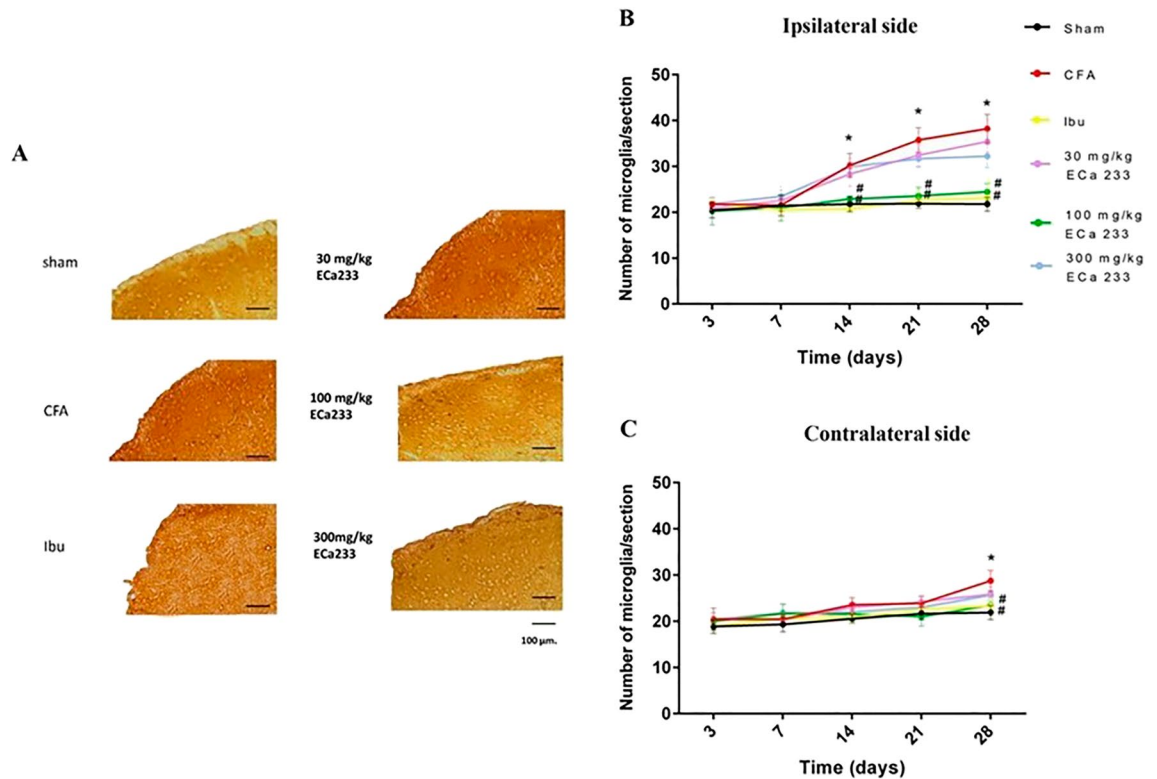 A
sham
30 mg/kg
ECa233
CFA
100 mg/kg
ECa233
Ibu
300mg/kg
ECa233
100 μm.
B
Ipsilateral side
Number of microglia/section
50
40
30
20
10
0
*
*
*
#
#
#
#
#
#
3
7
14
21
28
Time (days)
Sham
CFA
Ibu
30 mg/kg
ECa 233
100 mg/kg
ECa 233
300 mg/kg
ECa 233
C
Contralateral side
Number of microglia/section
50
40
30
20
10
0
*
#
#
3
7
14
21
28
Time (days)